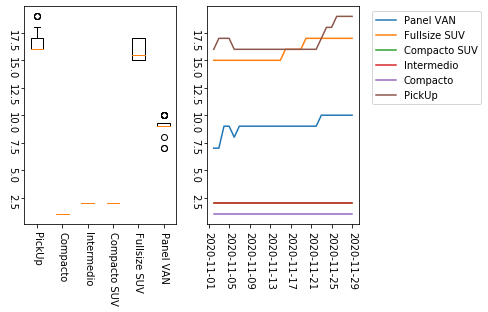 17.5
15.0
12.5
10.0
7.5
5.0
2.5
PickUp
Compacto
Intermedio
Compacto SUV
Fullsize SUV
Panel VAN
17.5
15.0
12.5
10.0
7.5
5.0
2.5
2020-11-01
2020-11-05
2020-11-09
2020-11-13
2020-11-17
2020-11-21
2020-11-25
2020-11-29
Panel VAN
Fullsize SUV
Compacto SUV
Intermedio
Compacto
PickUp